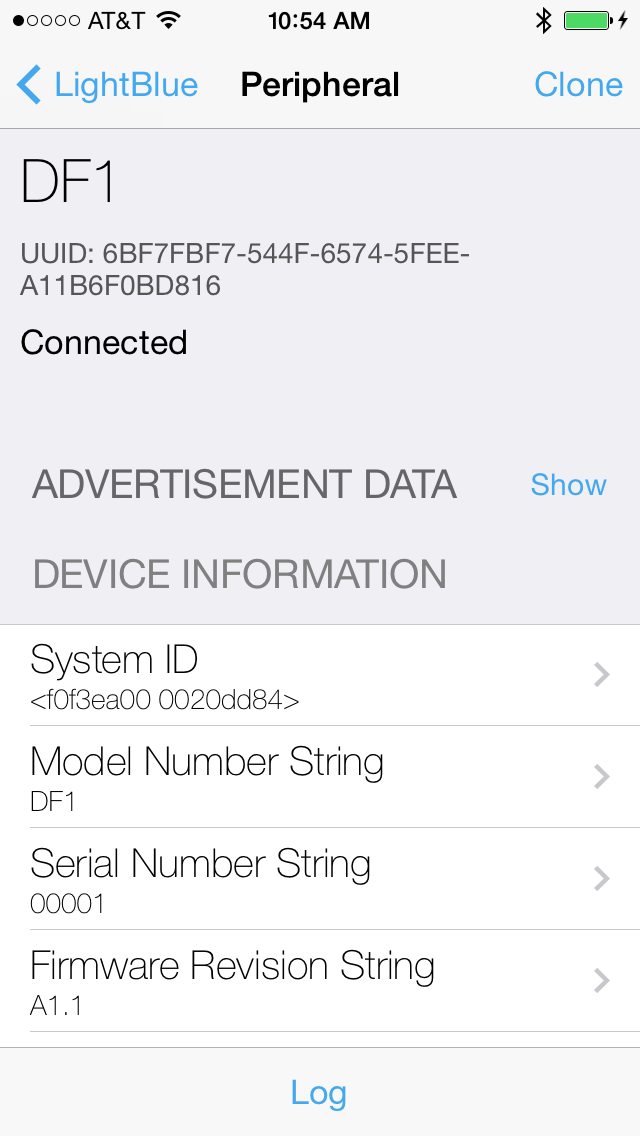 AT&T 10:54 AM
LightBlue Peripheral Clone
DF1
UUID: 6BF7FBF7-544F-6574-5FEE-
A11B6F0BD816
Connected
ADVERTISEMENT DATA Show
DEVICE INFORMATION
System ID
<f0f3ea00 0020dd84>
Model Number String
DF1
Serial Number String
00001
Firmware Revision String
A1.1
Log